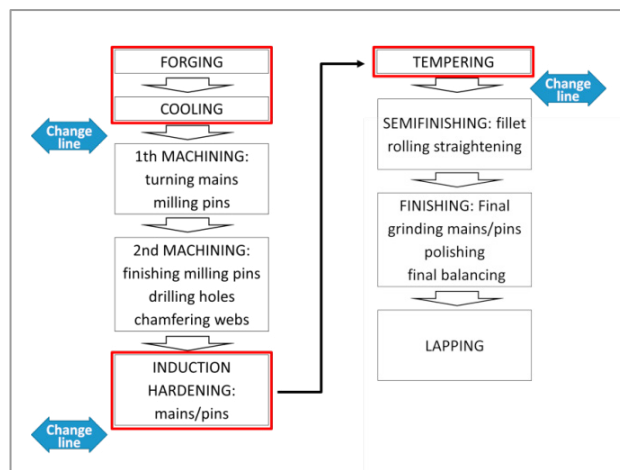 FORGING
COOLING
Change
line
1th MACHINING:
turning mains
milling pins
2nd MACHINING:
finishing milling pins
drilling holes
chamfering webs
INDUCTION
HARDENING:
mains/pins
Change
line
TEMPERING
Change
line
SEMIFINISHING: fillet
rolling straightening
FINISHING: Final
grinding mains/pins
polishing
final balancing
LAPPING